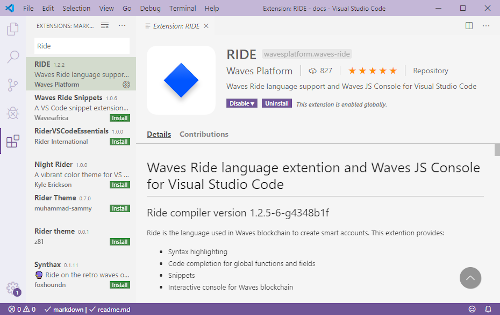 File Edit Selection View Go Debug Terminal Help Extension: RIDE - docs - Visual Studio Code
EXTENSIONS: MARK...
Extension: RIDE
Ride
RIDE 1.2.2
Waves Ride language suppor...
Waves Platform
Waves Ride Snippets 1.0.8
A VS Code snippet extension...
Wavesafrica Install
RiderVSCodeEssentials 1.0.0
Rider International Install
Night Rider 1.0.0
A vibrant color theme for VS ...
Kyle Erickson Install
Rider Theme 0.7.0
muhammad-sammy Install
Rider theme 0.0.1
z81 Install
Synthax 0.1.11
Ride on the retro waves o...
foxhoundn Install
RIDE wavesplatform.waves-ride
Waves Platform 827 Repository
Waves Ride language support and Waves JS Console for Visual Studio Code
Disable Uninstall This extension is enabled globally.
Details Contributions
Waves Ride language extention and Waves JS Console
for Visual Studio Code
Ride compiler version 1.2.5-6-g4348b1f
Ride is the language used in Waves blockchain to create smart accounts. This extention provides:
• Syntax highlighting
• Code completion for global functions and fields
• Snippets
• Interactive console for Waves blockchain
1
0 0 markdown | readme.md